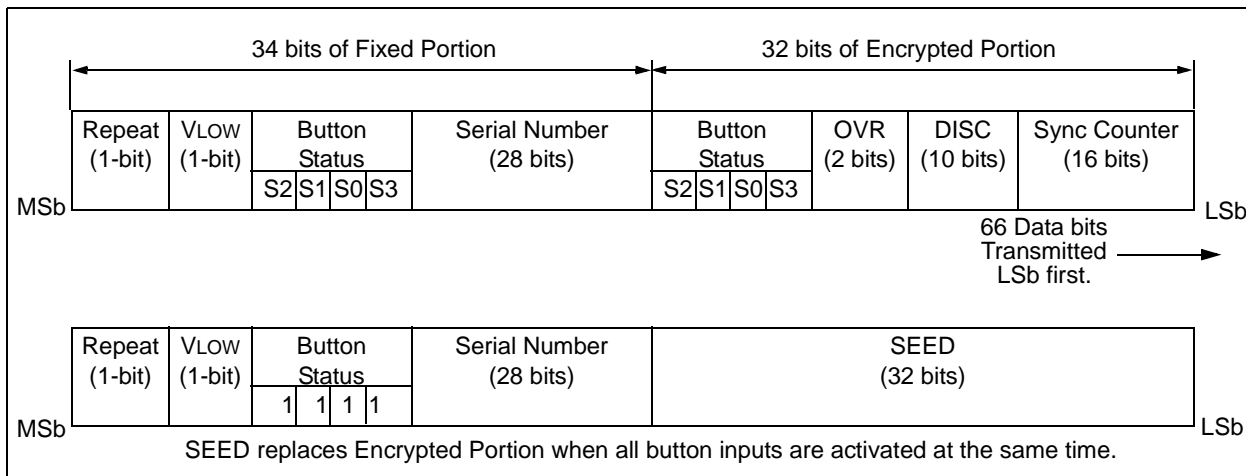 34 bits of Fixed Portion
32 bits of Encrypted Portion
Repeat
(1-bit)
VLOW
(1-bit)
Button
Status
S2 S1 S0 S3
Serial Number
(28 bits)
Button
Status
S2 S1 S0 S3
OVR
(2 bits)
DISC
(10 bits)
Sync Counter
(16 bits)
MSb
LSb
66 Data bits
Transmitted
LSb first.
Repeat
(1-bit)
VLOW
(1-bit)
Button
Status
1 1 1 1
Serial Number
(28 bits)
SEED
(32 bits)
MSb
LSb
SEED replaces Encrypted Portion when all button inputs are activated at the same time.